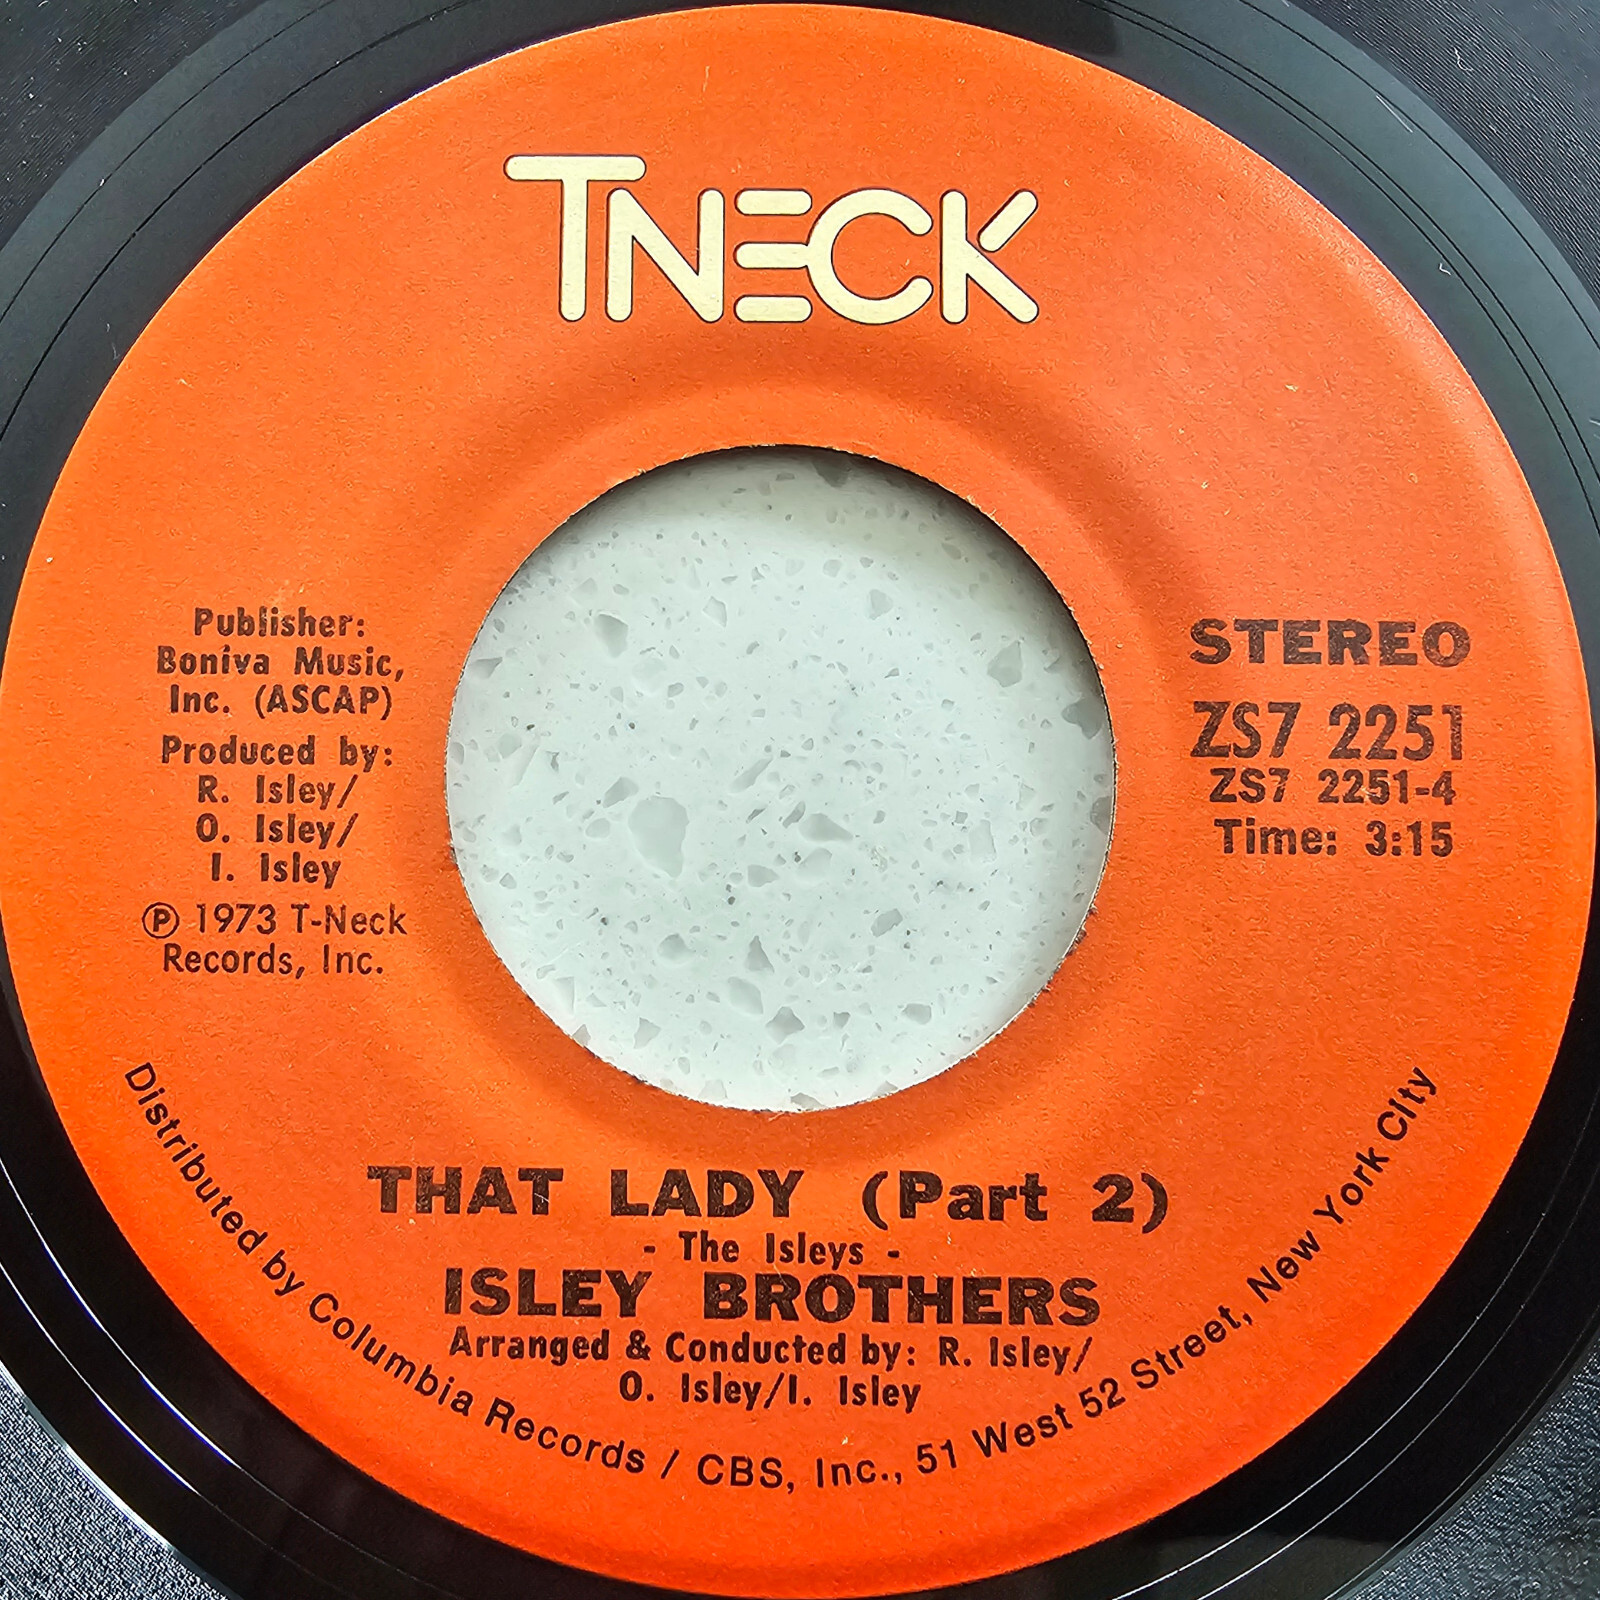 TNECK
Publisher:
Boniva Music,
Inc. (ASCAP)
Produced by:
R. Isley/
O. Isley/
I. Isley
℗ 1973 T-Neck
Records, Inc.
STEREO
ZS7 2251
ZS7 2251-4
Time: 3:15
THAT LADY (Part 2)
- The Isleys -
ISLEY BROTHERS
Arranged & Conducted by: R. Isley/
O. Isley/I. Isley
Distributed by Columbia Records / CBS, Inc., 51 West 52 Street, New York City